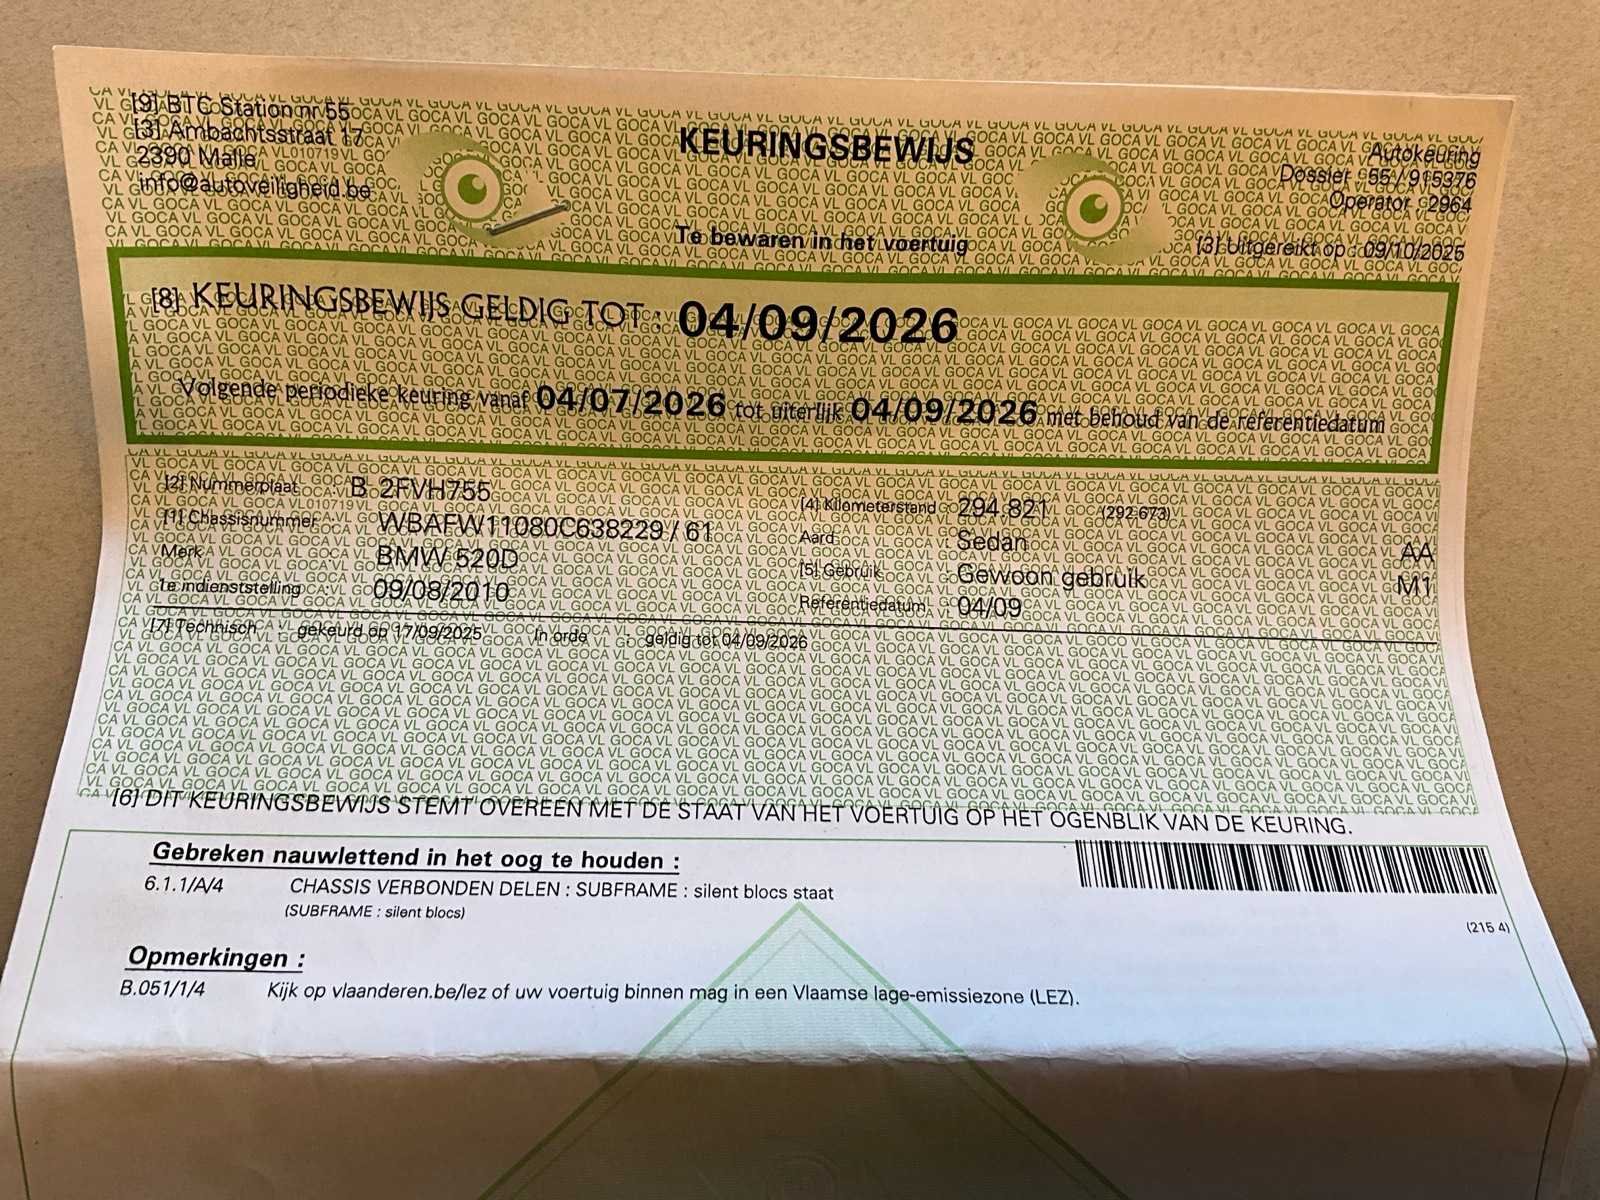 [9] BTC Station nr 55
[3] Ambachtsstraat 17
2390 Malle
info@autoveiligheid.be
KEURINGSBEWIJS
Te bewaren in het voertuig
Autokeuring
Dossier : 55 / 915376
Operator : 2964
[3] Uitgereikt op : 09/10/2025
[8] KEURINGSBEWIJS GELDIG TOT : 04/09/2026
Volgende periodieke keuring vanaf 04/07/2026 tot uiterlijk 04/09/2026 met behoud van de referentiedatum
[2] Nummerplaat : B 2FVH755
[1] Chassisnummer : WBAFW11080C638229 / 61
Merk : BMW 520D
1e indienststelling : 09/08/2010
[4] Kilometerstand : 294.821 (292.673)
Aard : Sedan AA
[5] Gebruik : Gewoon gebruik M1
Referentiedatum : 04/09
[7] Technisch : gekeurd op 17/09/2025 In orde : geldig tot 04/09/2026
[6] DIT KEURINGSBEWIJS STEMT OVEREEN MET DE STAAT VAN HET VOERTUIG OP HET OGENBLIK VAN DE KEURING.
Gebreken nauwlettend in het oog te houden :
6.1.1/A/4 CHASSIS VERBONDEN DELEN : SUBFRAME : silent blocs staat
(SUBFRAME : silent blocs)
(215 4)
Opmerkingen :
B.051/1/4 Kijk op vlaanderen.be/lez of uw voertuig binnen mag in een Vlaamse lage-emissiezone (LEZ).